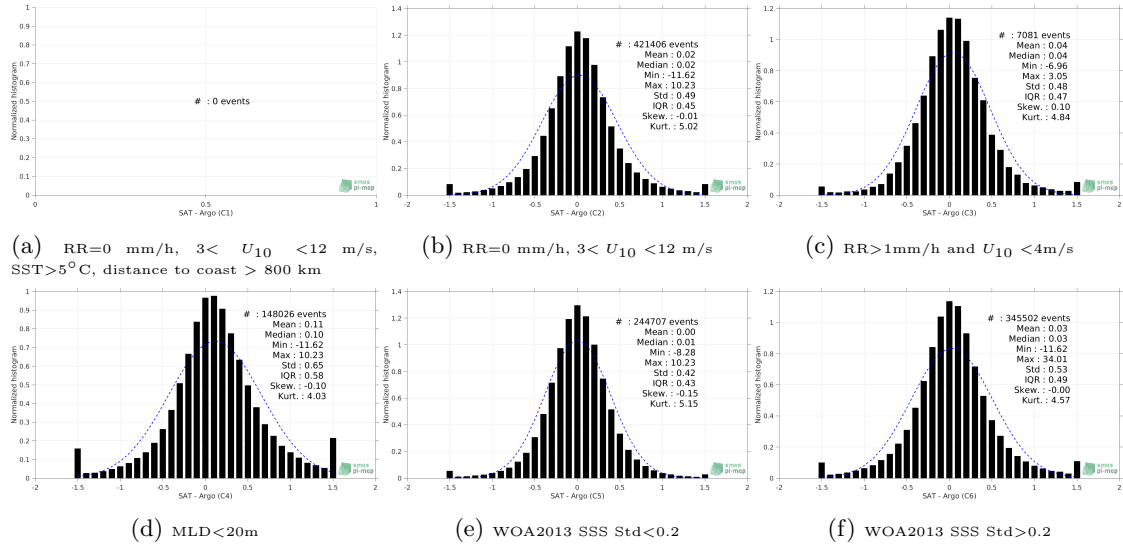 1
0.9
0.8
0.7
0.6
0.5
0.4
0.3
0.2
0.1
0
Normalized histogram
# : 0 events
smos
pi-mep
0 0.5 1
SAT - Argo (C1)
(a) RR=0 mm/h, 3< U10 <12 m/s,
SST>5°C, distance to coast > 800 km
1.4
1.2
1
0.8
0.6
0.4
0.2
0
Normalized histogram
# : 421406 events
Mean : 0.02
Median : 0.02
Min : -11.62
Max : 10.23
Std : 0.49
IQR : 0.45
Skew. : -0.01
Kurt. : 5.02
smos
pi-mep
-2 -1.5 -1 -0.5 0 0.5 1 1.5 2
SAT - Argo (C2)
(b) RR=0 mm/h, 3< U10 <12 m/s
1.2
1
0.8
0.6
0.4
0.2
0
Normalized histogram
# : 7081 events
Mean : 0.04
Median : 0.04
Min : -6.96
Max : 3.05
Std : 0.48
IQR : 0.47
Skew. : 0.10
Kurt. : 4.84
smos
pi-mep
-2 -1.5 -1 -0.5 0 0.5 1 1.5 2
SAT - Argo (C3)
(c) RR>1mm/h and U10 <4m/s
1
0.9
0.8
0.7
0.6
0.5
0.4
0.3
0.2
0.1
0
Normalized histogram
# : 148026 events
Mean : 0.11
Median : 0.10
Min : -11.62
Max : 10.23
Std : 0.65
IQR : 0.58
Skew. : -0.10
Kurt. : 4.03
smos
pi-mep
-2 -1.5 -1 -0.5 0 0.5 1 1.5 2
SAT - Argo (C4)
(d) MLD<20m
1.4
1.2
1
0.8
0.6
0.4
0.2
0
Normalized histogram
# : 244707 events
Mean : 0.00
Median : 0.01
Min : -8.28
Max : 10.23
Std : 0.42
IQR : 0.43
Skew. : -0.15
Kurt. : 5.15
smos
pi-mep
-2 -1.5 -1 -0.5 0 0.5 1 1.5 2
SAT - Argo (C5)
(e) WOA2013 SSS Std<0.2
1.2
1
0.8
0.6
0.4
0.2
0
Normalized histogram
# : 345502 events
Mean : 0.03
Median : 0.03
Min : -11.62
Max : 34.01
Std : 0.53
IQR : 0.49
Skew. : -0.00
Kurt. : 4.57
smos
pi-mep
-2 -1.5 -1 -0.5 0 0.5 1 1.5 2
SAT - Argo (C6)
(f) WOA2013 SSS Std>0.2